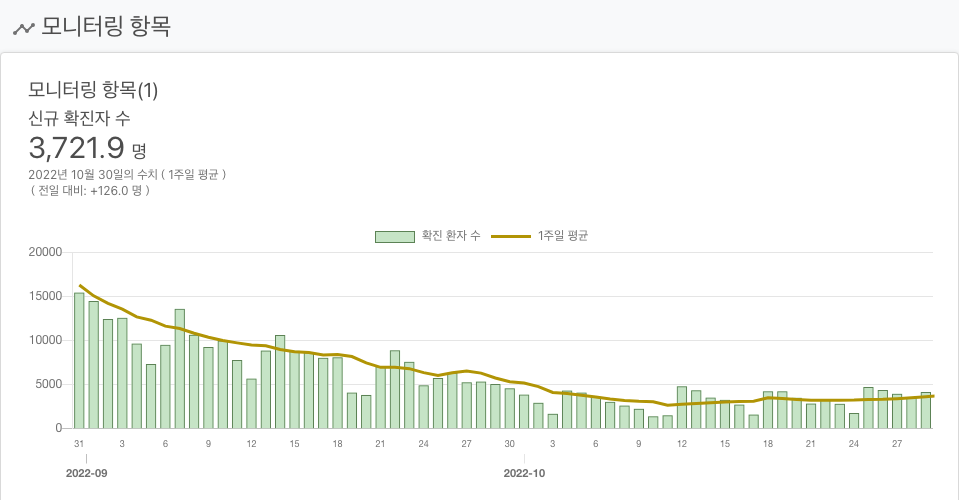 모니터링 항목
모니터링 항목(1)
신규 확진자 수
3,721.9 명
2022년 10월 30일의 수치 ( 1주일 평균 )
( 전일 대비: +126.0 명 )
확진 환자 수 1주일 평균
20000
15000
10000
5000
0
31 3 6 9 12 15 18 21 24 27 30 3 6 9 12 15 18 21 24 27
2022-09 2022-10